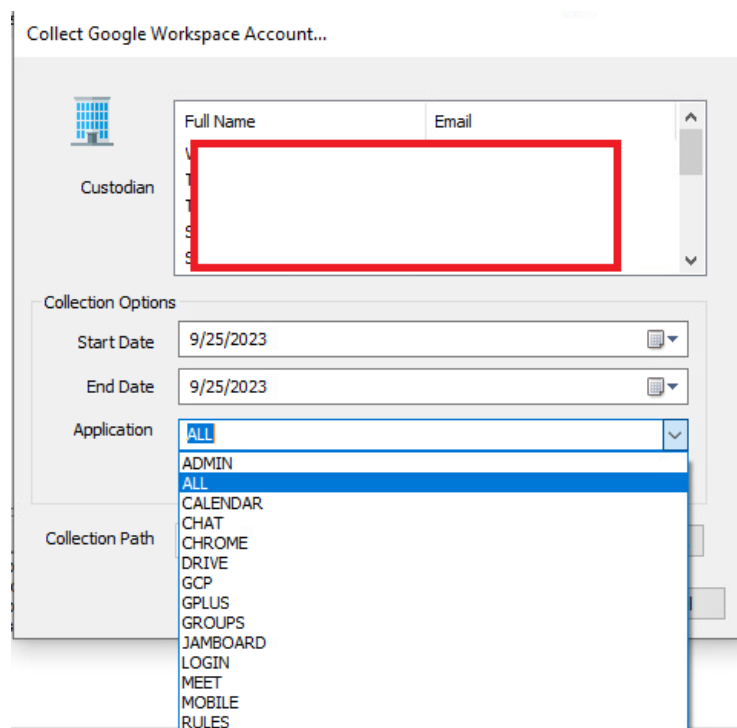 Collect Google Workspace Account...
Full Name Email
Custodian
Collection Options
Start Date 9/25/2023
End Date 9/25/2023
Application ALL
ADMIN
ALL
CALENDAR
CHAT
Collection Path
CHROME
DRIVE
GCP
GPLUS
GROUPS
JAMBOARD
LOGIN
MEET
MOBILE
RULES